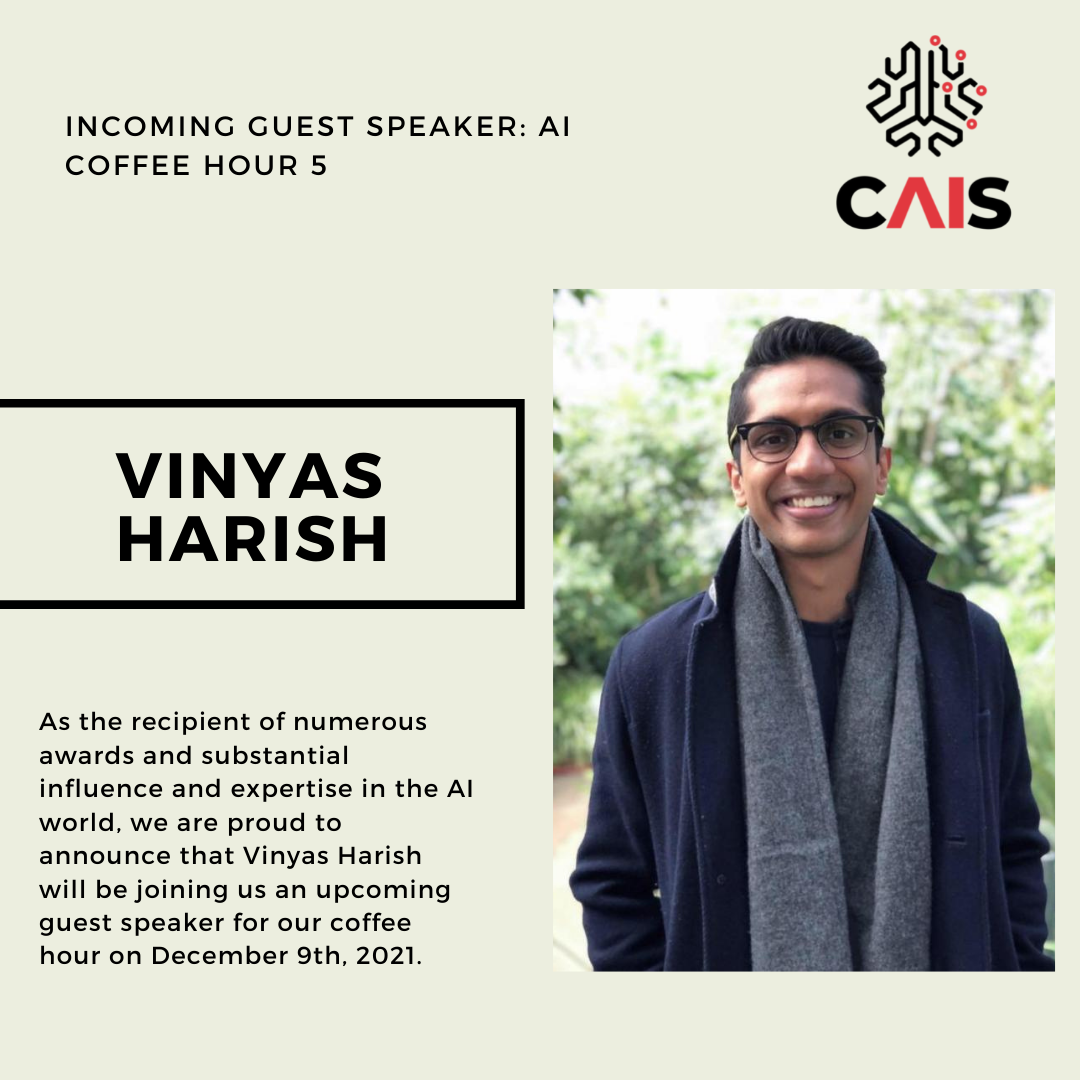 INCOMING GUEST SPEAKER: AI
COFFEE HOUR 5
CAIS
VINYAS
HARISH
As the recipient of numerous
awards and substantial
influence and expertise in the AI
world, we are proud to
announce that Vinyas Harish
will be joining us an upcoming
guest speaker for our coffee
hour on December 9th, 2021.